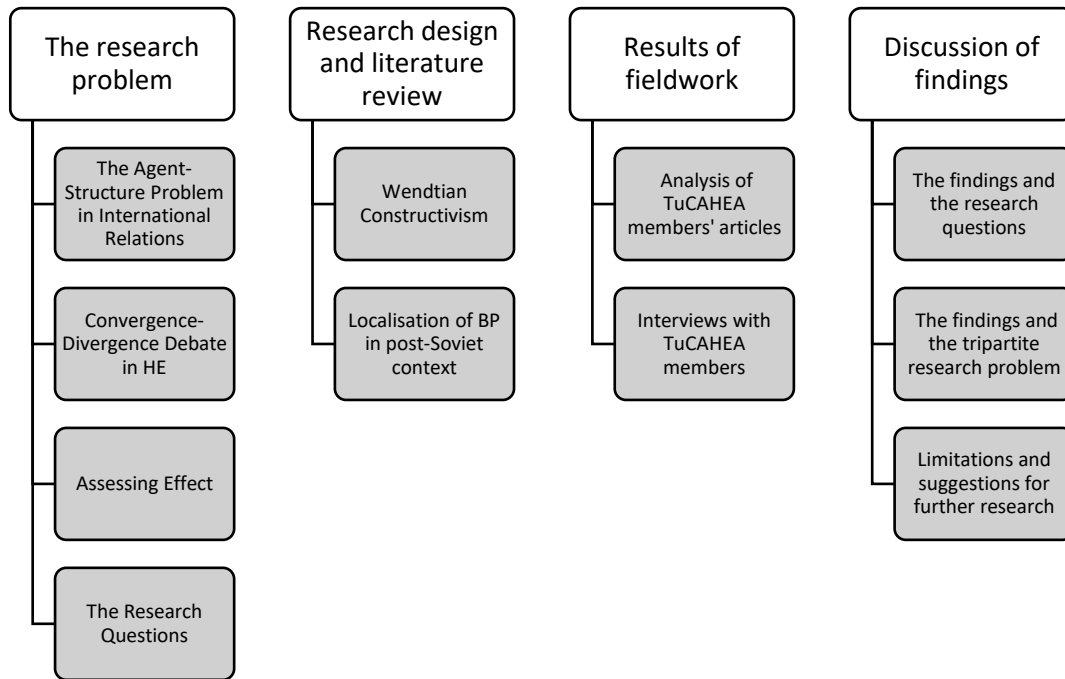 The research
problem
The Agent-
Structure Problem
in International
Relations
Convergence-
Divergence Debate
in HE
Assessing Effect
The Research
Questions
Research design
and literature
review
Wendtian
Constructivism
Localisation of BP
in post-Soviet
context
Results of
fieldwork
Analysis of
TuCAHEA
members' articles
Interviews with
TuCAHEA
members
Discussion of
findings
The findings and
the research
questions
The findings and
the tripartite
research problem
Limitations and
suggestions for
further research